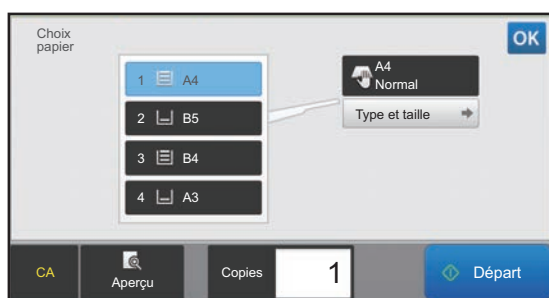 Choix
papier
OK
1 A4
2 B5
3 B4
4 A3
A4
Normal
Type et taille
CA
Aperçu
Copies
1
Départ